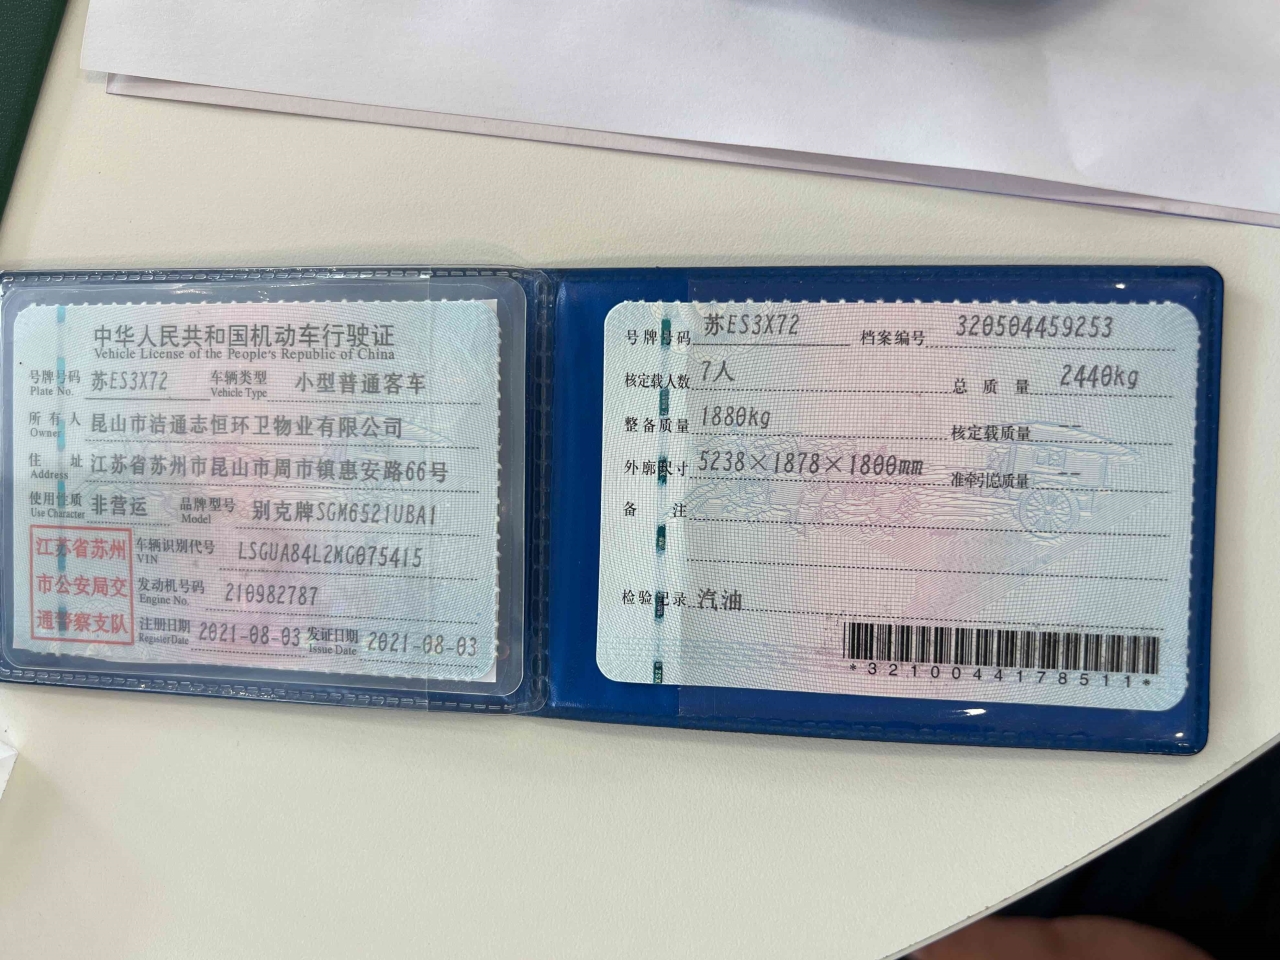 中华人民共和国机动车行驶证
Vehicle License of the People's Republic of China
号牌号码 苏ES3X72 车辆类型 小型普通客车
Plate No. Vehicle Type
所有人 昆山市洁通志恒环卫物业有限公司
Owner
住址 江苏省苏州市昆山市周市镇惠安路66号
Address
使用性质 非营运 品牌型号 别克牌SGM6521UBA1
Use Character Model
江苏省苏州
市公安局交
通警察支队
车辆识别代号 LSGUA84L2MG075415
VIN
发动机号码 210982787
Engine No.
注册日期 2021-08-03 发证日期 2021-08-03
Register Date Issue Date
号牌号码 苏ES3X72 档案编号 320504459253
核定载人数 7人 总质量 2440kg
整备质量 1880kg 核定载质量 --
外廓尺寸 5238×1878×1800mm 准牵引总质量 --
备注
检验记录 汽油
*3210044178511*